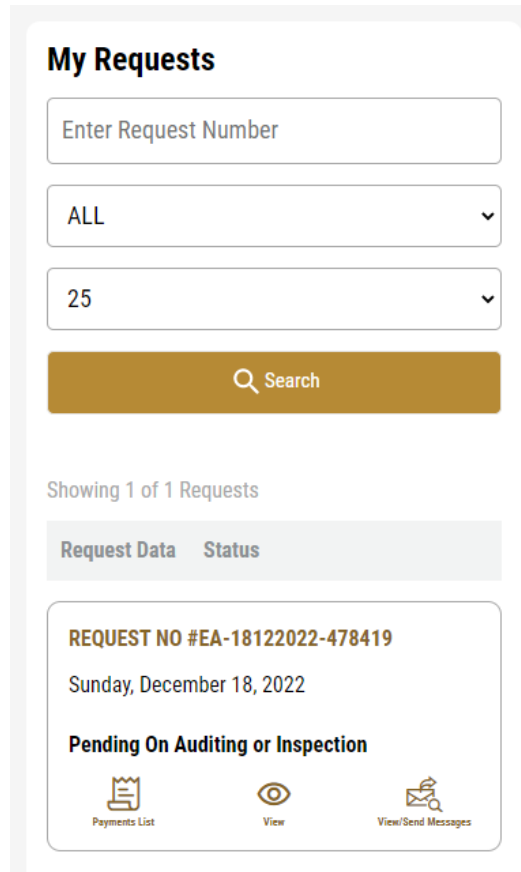 My Requests
Enter Request Number
ALL
25
Search
Showing 1 of 1 Requests
Request Data Status
REQUEST NO #EA-18122022-478419
Sunday, December 18, 2022
Pending On Auditing or Inspection
Payments List View View/Send Messages